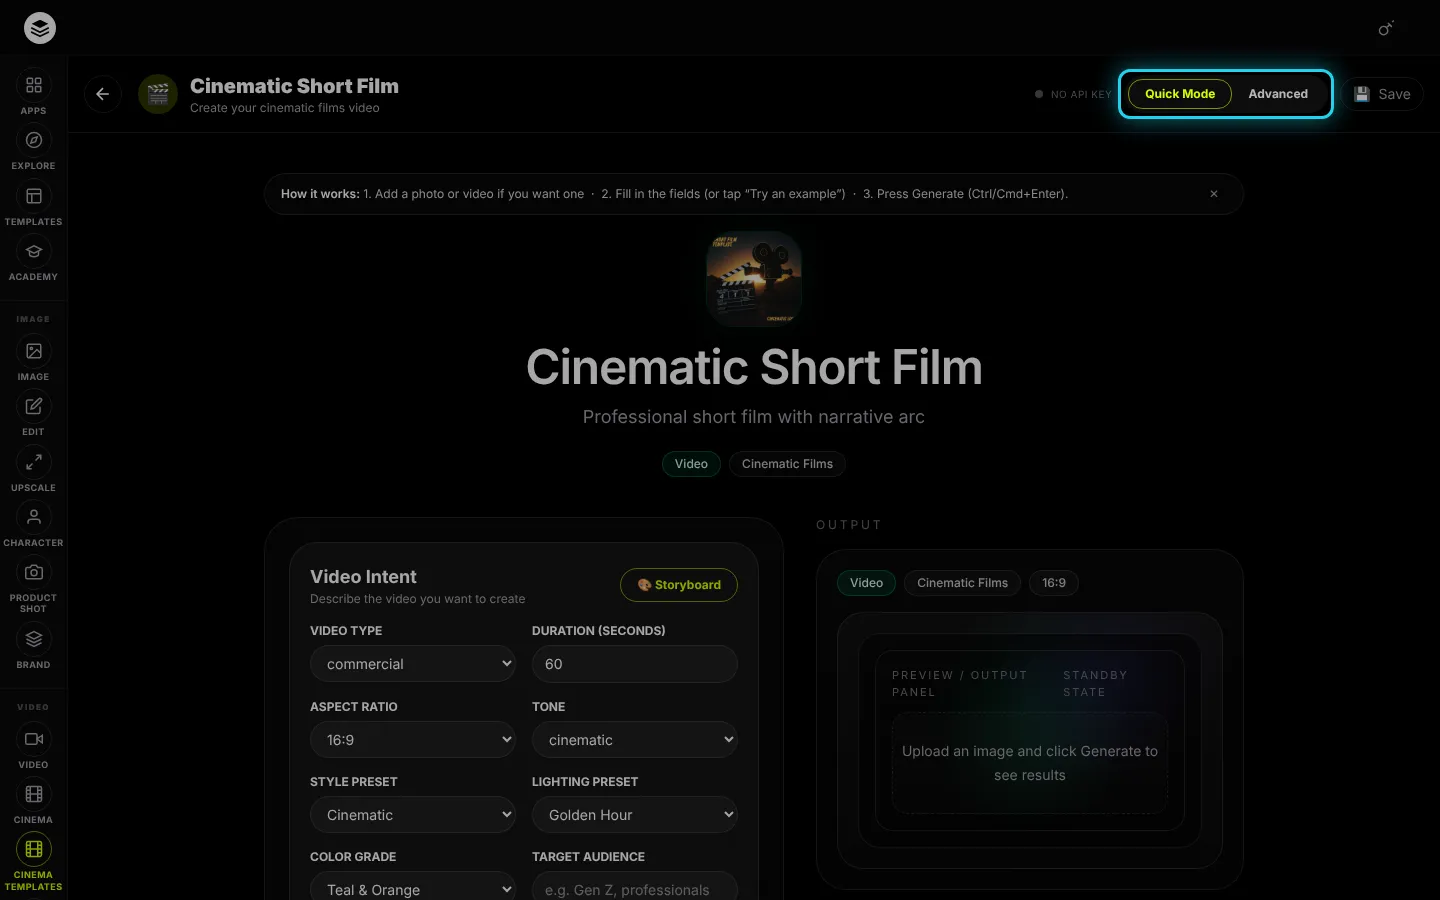 Cinematic Short Film
Create your cinematic films video
NO API KEY
Quick Mode
Advanced
Save
APPS
EXPLORE
TEMPLATES
ACADEMY
IMAGE
IMAGE
EDIT
UPSCALE
CHARACTER
PRODUCT
SHOT
BRAND
VIDEO
VIDEO
CINEMA
CINEMA
TEMPLATES
How it works: 1. Add a photo or video if you want one · 2. Fill in the fields (or tap “Try an example”) · 3. Press Generate (Ctrl/Cmd+Enter).
SHORT FILM
TEMPLATE
Cinematic Short Film
Professional short film with narrative arc
Video
Cinematic Films
Video Intent
Describe the video you want to create
Storyboard
VIDEO TYPE
commercial
DURATION (SECONDS)
60
ASPECT RATIO
16:9
TONE
cinematic
STYLE PRESET
Cinematic
LIGHTING PRESET
Golden Hour
COLOR GRADE
Teal & Orange
TARGET AUDIENCE
e.g. Gen Z, professionals
OUTPUT
Video
Cinematic Films
16:9
PREVIEW / OUTPUT
PANEL
STANDBY
STATE
Upload an image and click Generate to
see results